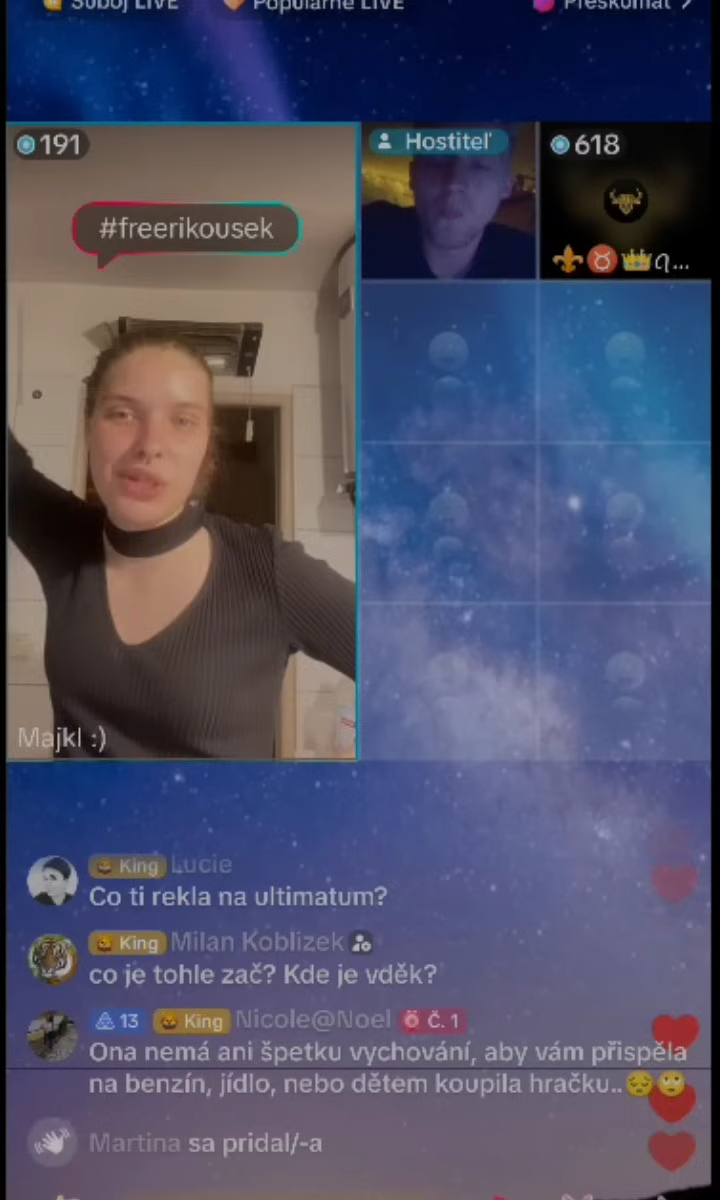 Súboj LIVE
Populárne LIVE
Preskúmať
191
Hostiteľ
618
#freerikousek
Majkl :)
King Lucie
Co ti rekla na ultimatum?
King Milan Koblizek
co je tohle zač? Kde je vděk?
13 King Nicole@Noel Č. 1
Ona nemá ani špetku vychování, aby vám přispěla
na benzín, jídlo, nebo dětem koupila hračku..😔🙄
Martina sa pridal/-a